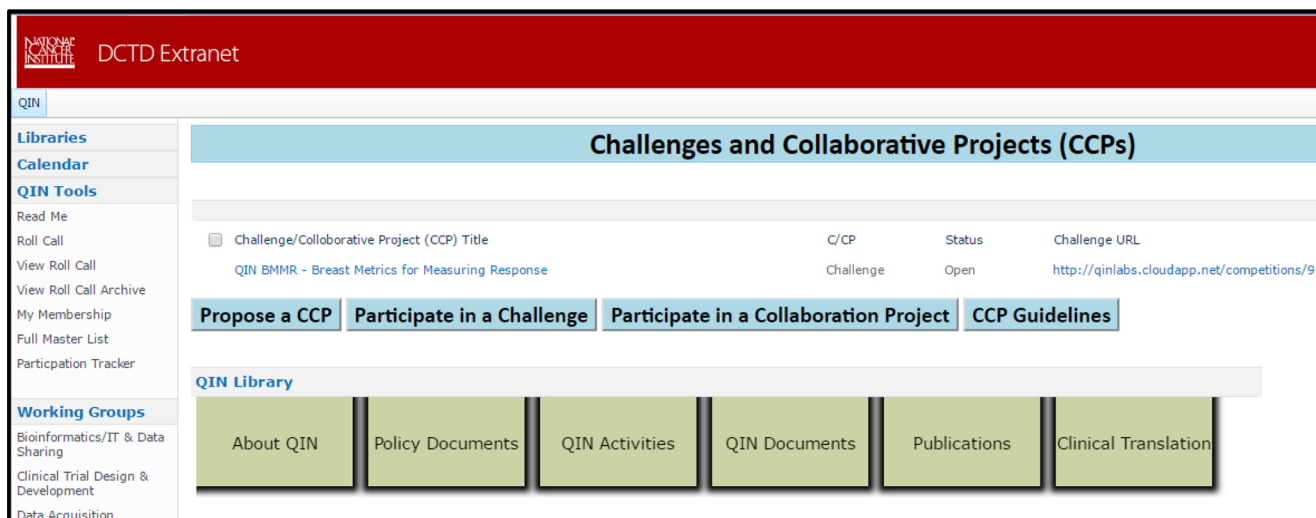 NATIONAL CANCER INSTITUTE
DCTD Extranet
QIN
Libraries
Calendar
QIN Tools
Read Me
Roll Call
View Roll Call
View Roll Call Archive
My Membership
Full Master List
Particpation Tracker
Working Groups
Bioinformatics/IT & Data
Sharing
Clinical Trial Design &
Development
Data Acquisition
Challenges and Collaborative Projects (CCPs)
Challenge/Colloborative Project (CCP) Title C/CP Status Challenge URL
QIN BMMR - Breast Metrics for Measuring Response Challenge Open http://qinlabs.cloudapp.net/competitions/9
Propose a CCP Participate in a Challenge Participate in a Collaboration Project CCP Guidelines
QIN Library
About QIN Policy Documents QIN Activities QIN Documents Publications Clinical Translation